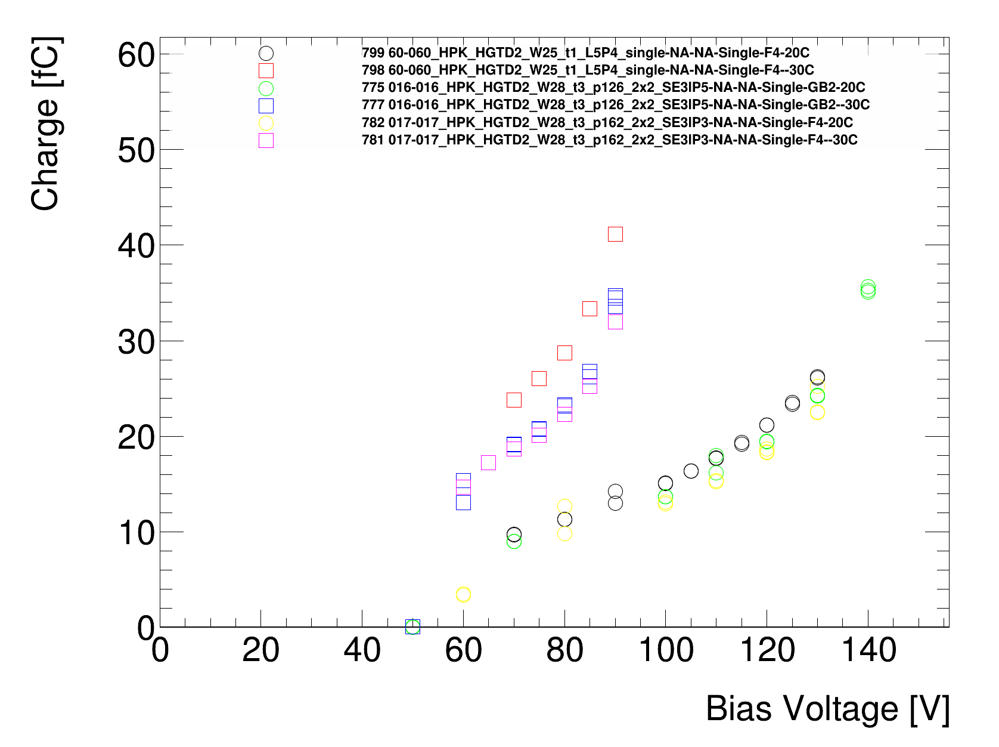 Charge [fC]
60
50
40
30
20
10
0
799 60-060_HPK_HGTD2_W25_t1_L5P4_single-NA-NA-Single-F4-20C
798 60-060_HPK_HGTD2_W25_t1_L5P4_single-NA-NA-Single-F4--30C
775 016-016_HPK_HGTD2_W28_t3_p126_2x2_SE3IP5-NA-NA-Single-GB2-20C
777 016-016_HPK_HGTD2_W28_t3_p126_2x2_SE3IP5-NA-NA-Single-GB2--30C
782 017-017_HPK_HGTD2_W28_t3_p162_2x2_SE3IP3-NA-NA-Single-F4-20C
781 017-017_HPK_HGTD2_W28_t3_p162_2x2_SE3IP3-NA-NA-Single-F4--30C
0 20 40 60 80 100 120 140
Bias Voltage [V]